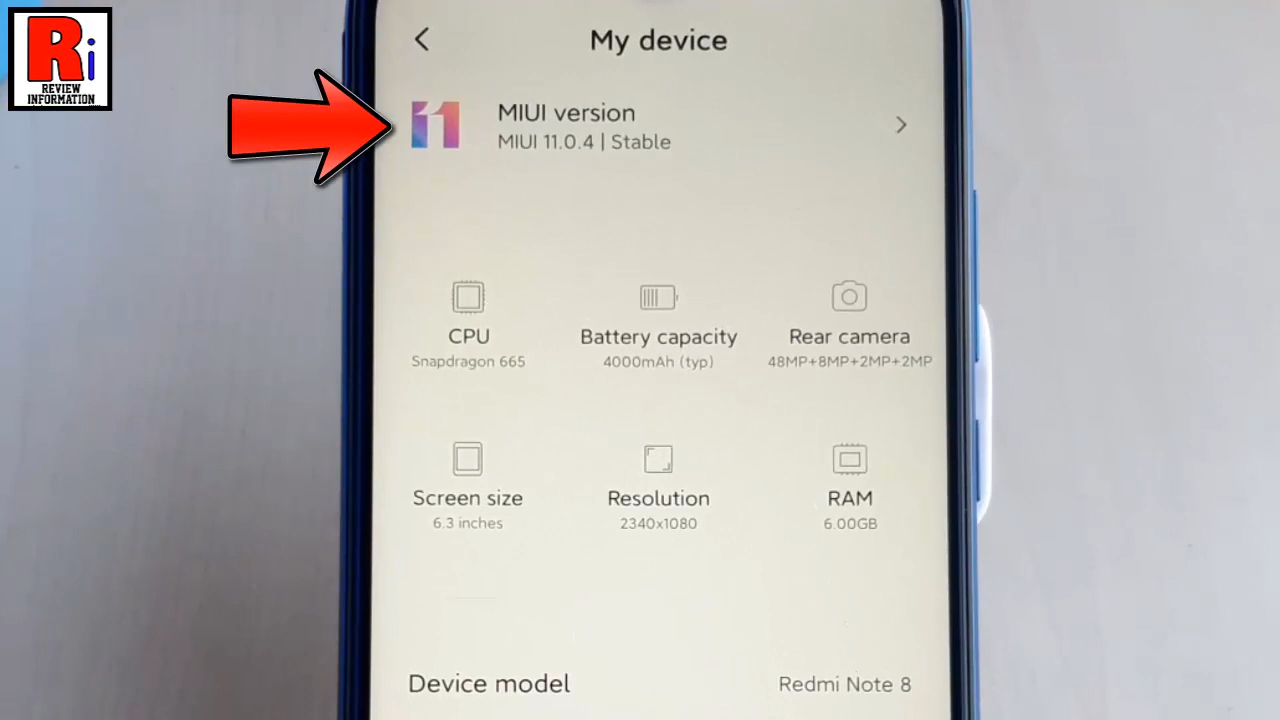 Ri
REVIEW
INFORMATION
My device
11
MIUI version
MIUI 11.0.4 | Stable
CPU
Snapdragon 665
Battery capacity
4000mAh (typ)
Rear camera
48MP+8MP+2MP+2MP
Screen size
6.3 inches
Resolution
2340x1080
RAM
6.00GB
Device model
Redmi Note 8